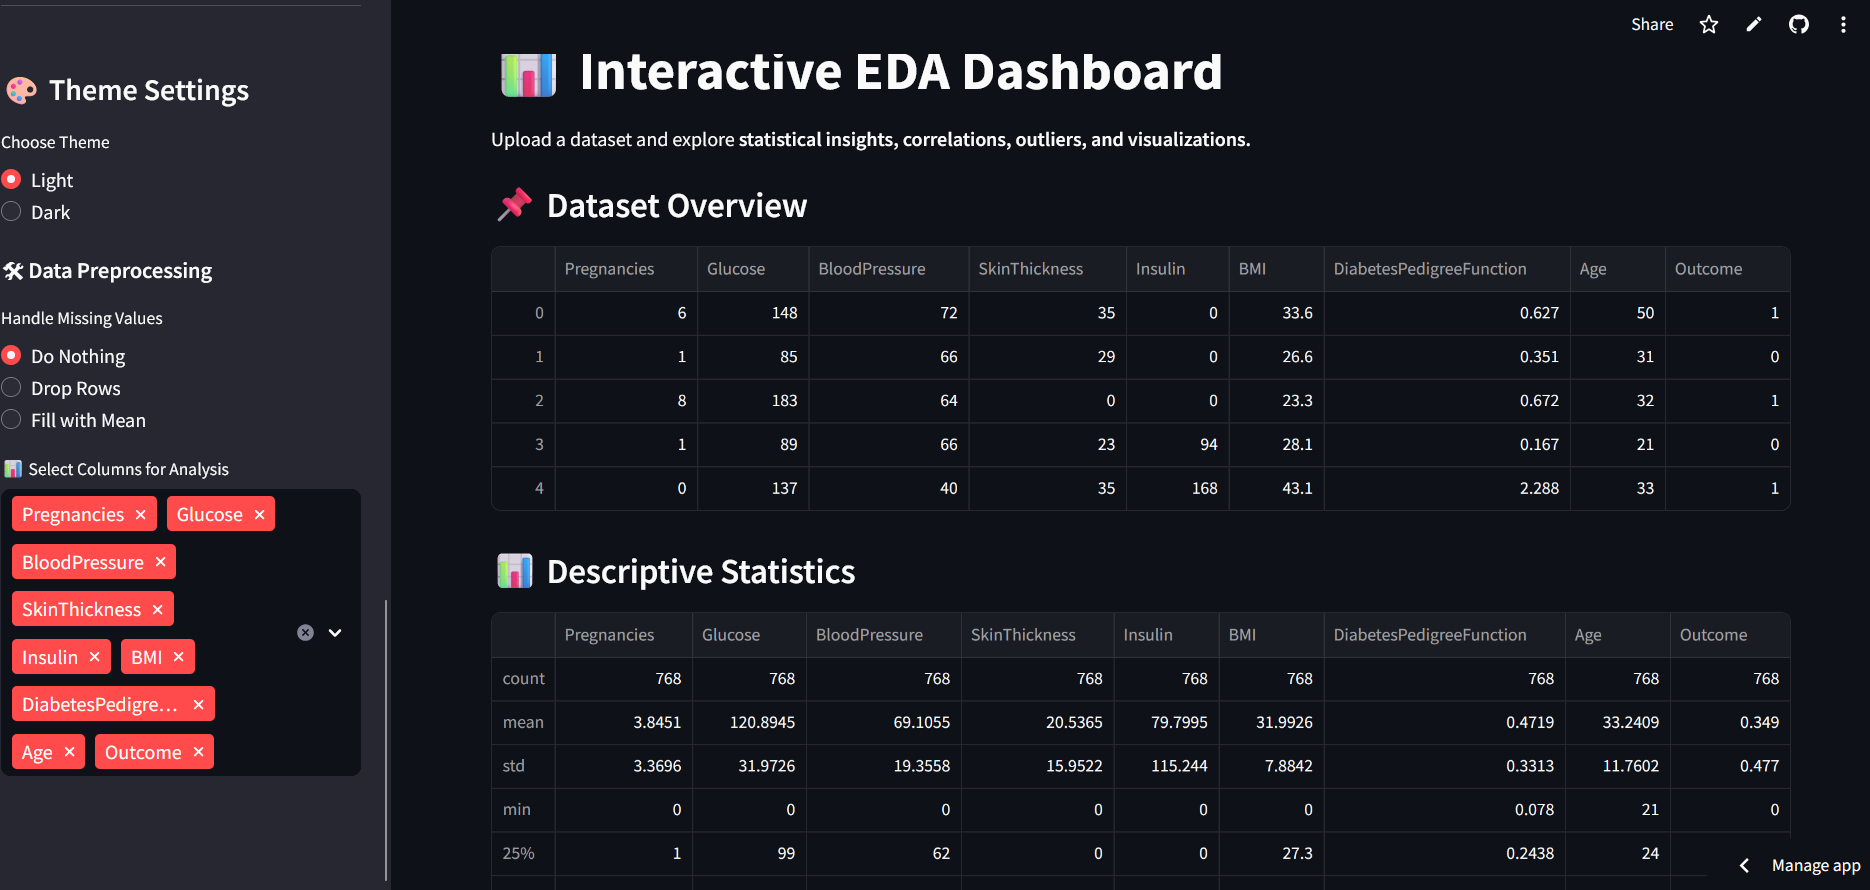 Theme Settings
Choose Theme
Light
Dark
Data Preprocessing
Handle Missing Values
Do Nothing
Drop Rows
Fill with Mean
Select Columns for Analysis
Pregnancies × Glucose ×
BloodPressure ×
SkinThickness ×
Insulin × BMI ×
DiabetesPedigre... ×
Age × Outcome ×
Share
Interactive EDA Dashboard
Upload a dataset and explore statistical insights, correlations, outliers, and visualizations.
Dataset Overview
Pregnancies Glucose BloodPressure SkinThickness Insulin BMI DiabetesPedigreeFunction Age Outcome
0 6 148 72 35 0 33.6 0.627 50 1
1 1 85 66 29 0 26.6 0.351 31 0
2 8 183 64 0 0 23.3 0.672 32 1
3 1 89 66 23 94 28.1 0.167 21 0
4 0 137 40 35 168 43.1 2.288 33 1
Descriptive Statistics
Pregnancies Glucose BloodPressure SkinThickness Insulin BMI DiabetesPedigreeFunction Age Outcome
count 768 768 768 768 768 768 768 768 768
mean 3.8451 120.8945 69.1055 20.5365 79.7995 31.9926 0.4719 33.2409 0.349
std 3.3696 31.9726 19.3558 15.9522 115.244 7.8842 0.3313 11.7602 0.477
min 0 0 0 0 0 0 0.078 21 0
25% 1 99 62 0 0 27.3 0.2438 24
Manage app